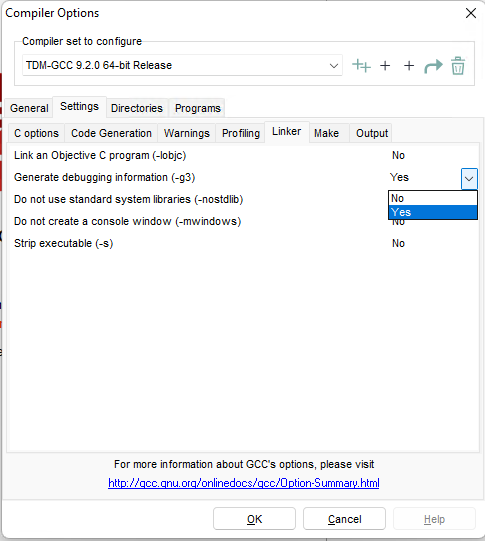 Compiler Options
Compiler set to configure
TDM-GCC 9.2.0 64-bit Release
General Settings Directories Programs
C options Code Generation Warnings Profiling Linker Make Output
Link an Objective C program (-lobjc) No
Generate debugging information (-g3) Yes
Do not use standard system libraries (-nostdlib) No
Do not create a console window (-mwindows) Yes
No
Strip executable (-s) No
For more information about GCC's options, please visit
http://gcc.gnu.org/onlinedocs/gcc/Option-Summary.html
OK Cancel Help